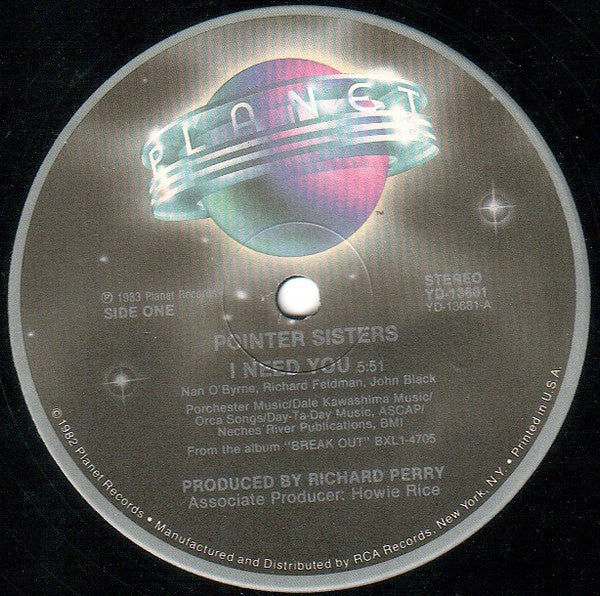 PLANET
™
℗ 1983 Planet Records
SIDE ONE
STEREO
YD-13681
YD-13681-A
POINTER SISTERS
I NEED YOU 5:51
Nan O'Byrne, Richard Feldman, John Black
Porchester Music/Dale Kawashima Music/
Orca Songs/Day-Ta-Day Music, ASCAP/
Neches River Publications, BMI
From the album "BREAK OUT" BXL1-4705
PRODUCED BY RICHARD PERRY
Associate Producer: Howie Rice
© 1982 Planet Records. • Manufactured and Distributed by RCA Records, New York, N.Y. • Printed in U.S.A.